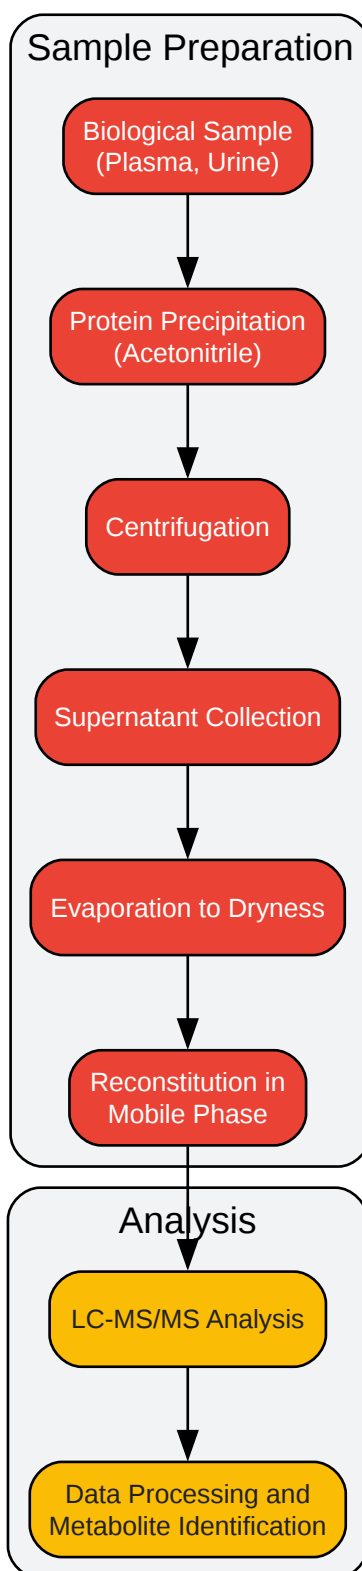 Sample Preparation
Biological Sample
(Plasma, Urine)
Protein Precipitation
(Acetonitrile)
Centrifugation
Supernatant Collection
Evaporation to Dryness
Reconstitution in
Mobile Phase
Analysis
LC-MS/MS Analysis
Data Processing and
Metabolite Identification